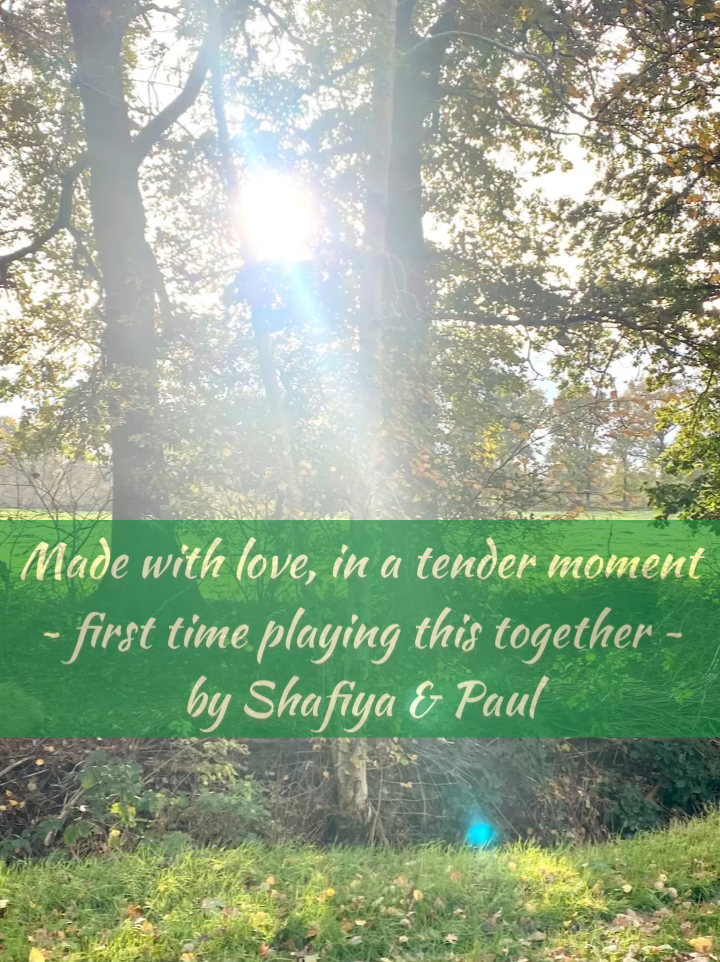 Made with love, in a tender moment
- first time playing this together -
by Shafiya & Paul